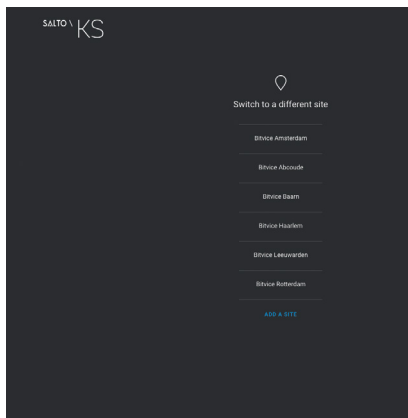 SALTO \ KS
Switch to a different site
Bitvice Amsterdam
Bitvice Abcoude
Bitvice Baarn
Bitvice Haarlem
Bitvice Leeuwarden
Bitvice Rotterdam
ADD A SITE